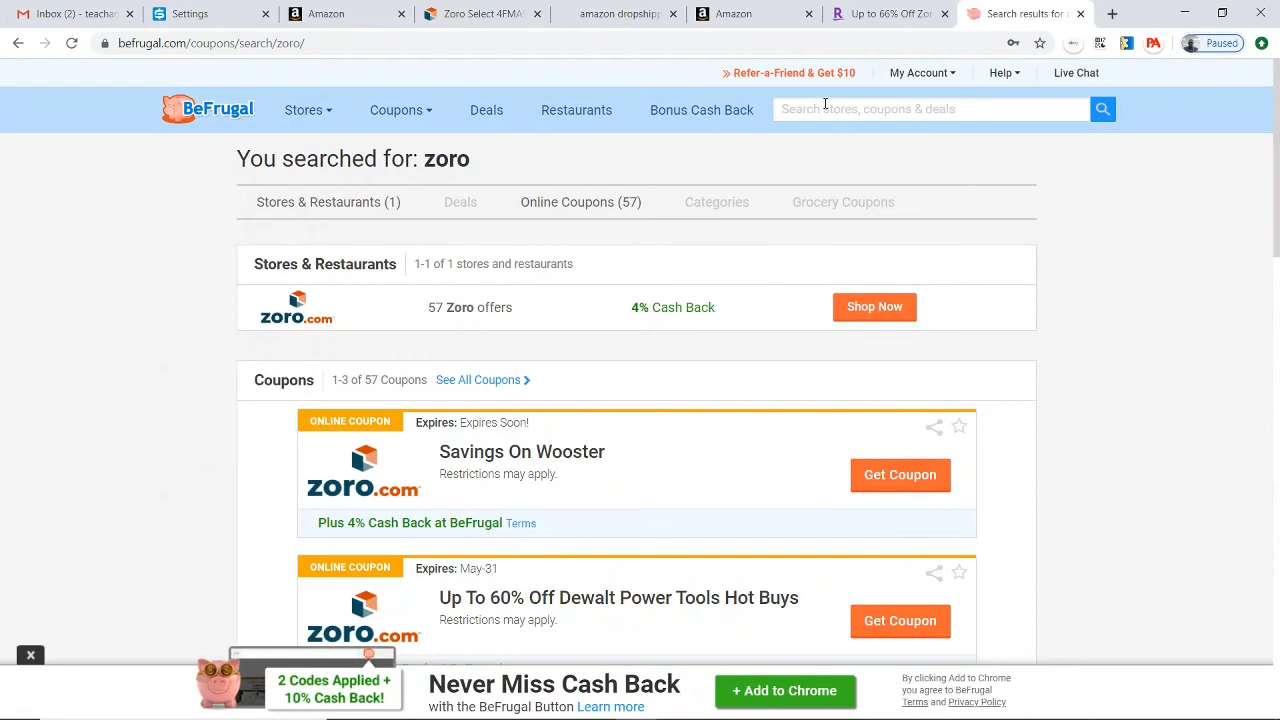 Inbox (2) - teachan
Settings
Amazon
Zoro Select 4FMA
amazon dropship
Amazon
Up to 66% Off Zor
Search results for z
befrugal.com/coupons/search/zoro/
PA
Paused
Refer-a-Friend & Get $10
My Account
Help
Live Chat
BeFrugal
Stores
Coupons
Deals
Restaurants
Bonus Cash Back
Search stores, coupons & deals
You searched for: zoro
Stores & Restaurants (1)
Deals
Online Coupons (57)
Categories
Grocery Coupons
Stores & Restaurants
1-1 of 1 stores and restaurants
zoro.com
57 Zoro offers
4% Cash Back
Shop Now
Coupons
1-3 of 57 Coupons
See All Coupons
ONLINE COUPON
Expires: Expires Soon!
zoro.com
Savings On Wooster
Restrictions may apply.
Get Coupon
Plus 4% Cash Back at BeFrugal Terms
ONLINE COUPON
Expires: May-31
zoro.com
Up To 60% Off Dewalt Power Tools Hot Buys
Restrictions may apply.
Get Coupon
2 Codes Applied +
10% Cash Back!
Never Miss Cash Back
with the BeFrugal Button Learn more
+ Add to Chrome
By clicking Add to Chrome
you agree to BeFrugal
Terms and Privacy Policy